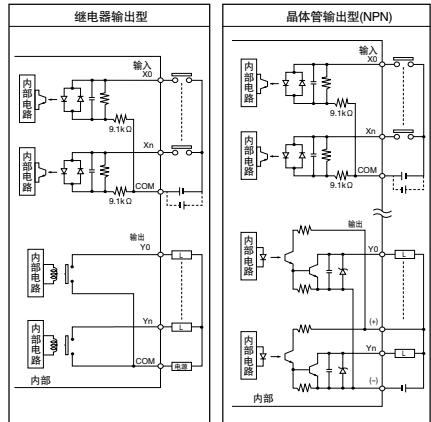 继电器输出型
内部电路
输入
X0
9.1kΩ
内部电路
Xn
COM
9.1kΩ
输出
内部电路
Y0
L
内部电路
Yn
L
COM
电源
内部
晶体管输出型(NPN)
内部电路
输入
X0
9.1kΩ
内部电路
Xn
COM
9.1kΩ
输出
内部电路
Y0
L
(+)
内部电路
Yn
L
(−)
内部